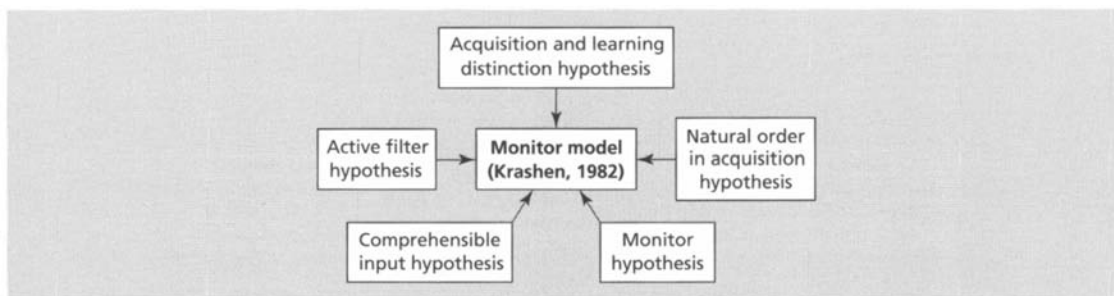 Acquisition and learning
distinction hypothesis
Active filter
hypothesis
Monitor model
(Krashen, 1982)
Natural order
in acquisition
hypothesis
Comprehensible
input hypothesis
Monitor
hypothesis